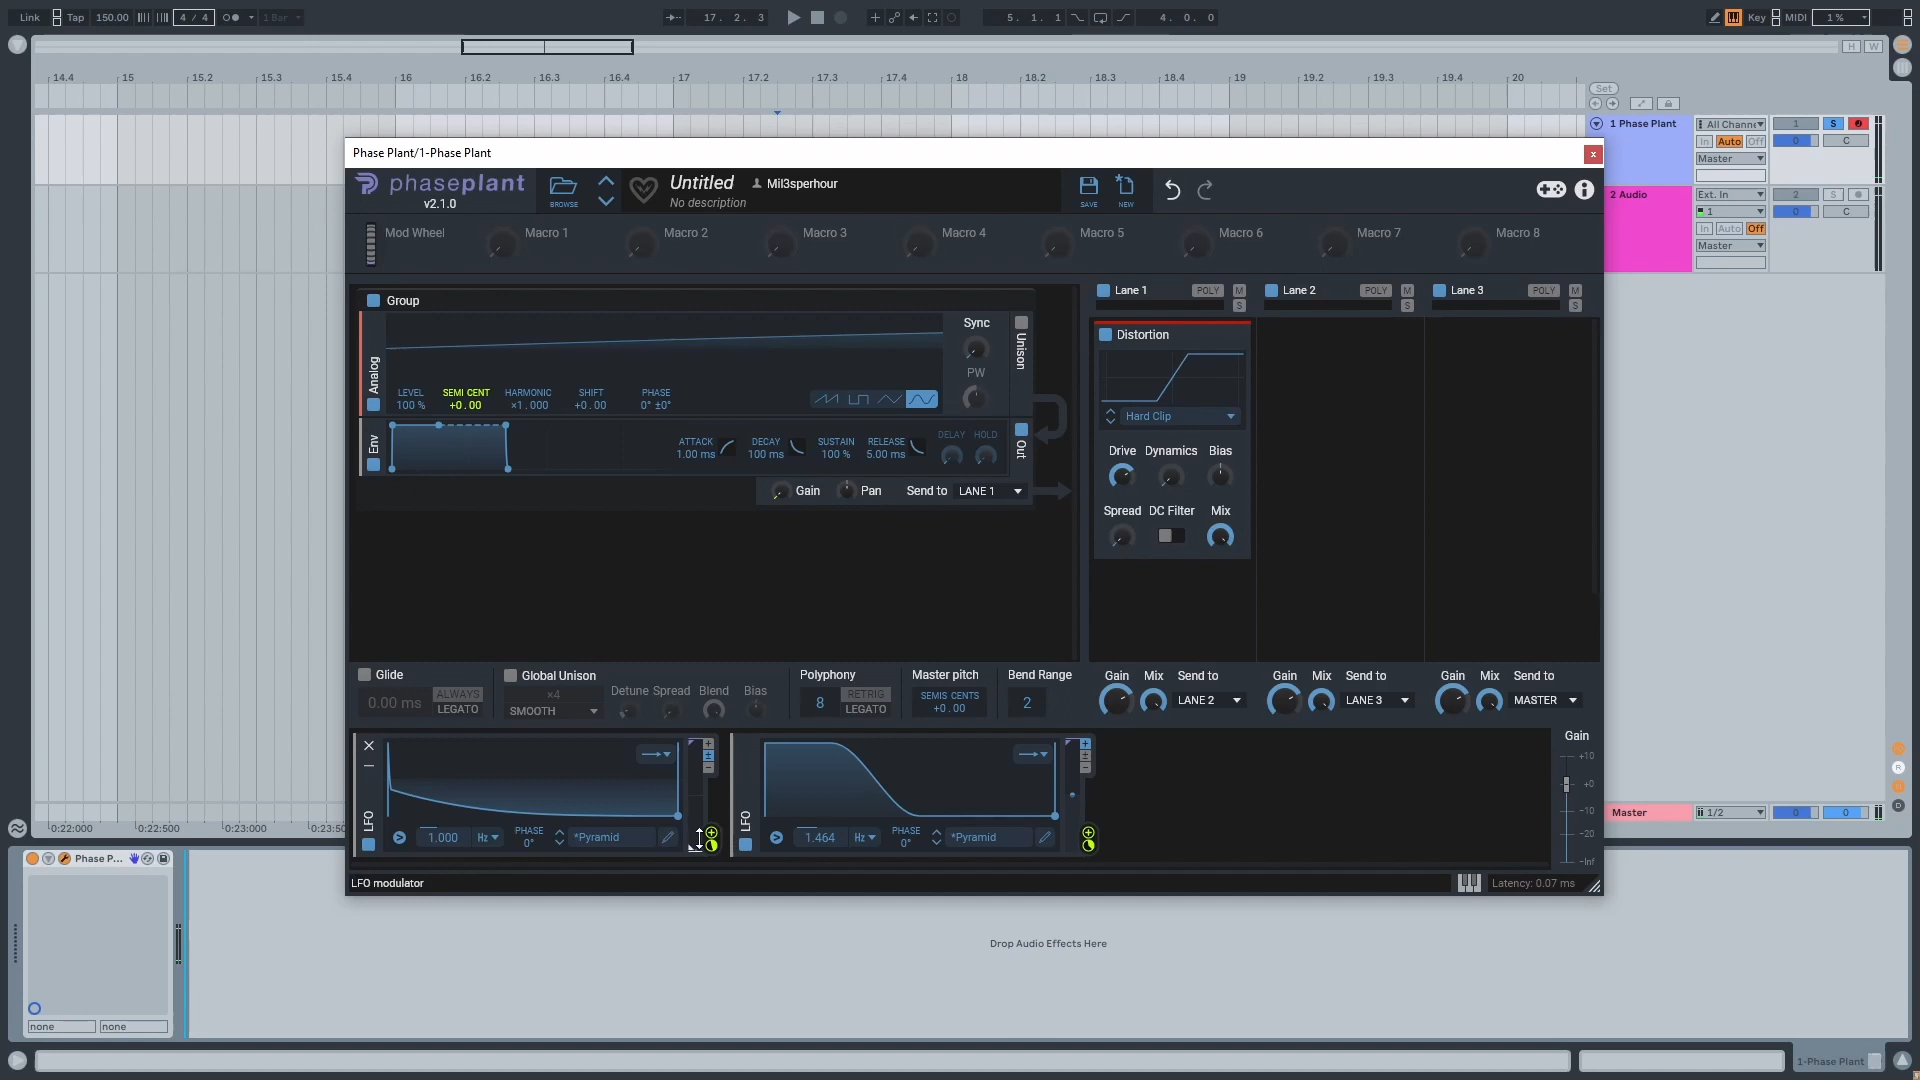 Link Tap 150.00 4 / 4 1 Bar 17. 2. 3 5. 1. 1 4. 0. 0 Key MIDI 1 %
H W
14.4 15 15.2 15.3 15.4 16 16.2 16.3 16.4 17 17.2 17.3 17.4 18 18.2 18.3 18.4 19 19.2 19.3 19.4 20
Set
1 Phase Plant All Channe 1 S
In Auto Off 0 C
Master
2 Audio Ext. In 2 S
1 0 C
In Auto Off
Master
Phase Plant/1-Phase Plant x
phaseplant
v2.1.0
BROWSE
Untitled Mil3sperhour
No description
SAVE NEW
Mod Wheel Macro 1 Macro 2 Macro 3 Macro 4 Macro 5 Macro 6 Macro 7 Macro 8
Group
Analog
Sync
PW
Unison
LEVEL SEMI CENT HARMONIC SHIFT PHASE
100 % +0.00 ×1.000 +0.00 0° ±0°
Env
ATTACK DECAY SUSTAIN RELEASE DELAY HOLD
1.00 ms 100 ms 100 % 5.00 ms
Out
Gain Pan Send to LANE 1
Lane 1 POLY M Lane 2 POLY M Lane 3 POLY M
S S S
Distortion
Hard Clip
Drive Dynamics Bias
Spread DC Filter Mix
Glide Global Unison Polyphony Master pitch Bend Range
0.00 ms ALWAYS LEGATO
×4 SMOOTH
Detune Spread Blend Bias
8 RETRIG LEGATO
SEMIS CENTS
+0.00
2
Gain Mix Send to Gain Mix Send to Gain Mix Send to
LANE 2 LANE 3 MASTER
LFO
1.000 Hz PHASE 0° *Pyramid
LFO
1.464 Hz PHASE 0° *Pyramid
Gain
+10
+0
-10
-20
-Inf
LFO modulator Latency: 0.07 ms
0:22:000 0:22:500 0:23:000 0:23:50
Master 1/2 0 0
R
D
Phase P...
none none
Drop Audio Effects Here
1-Phase Plant